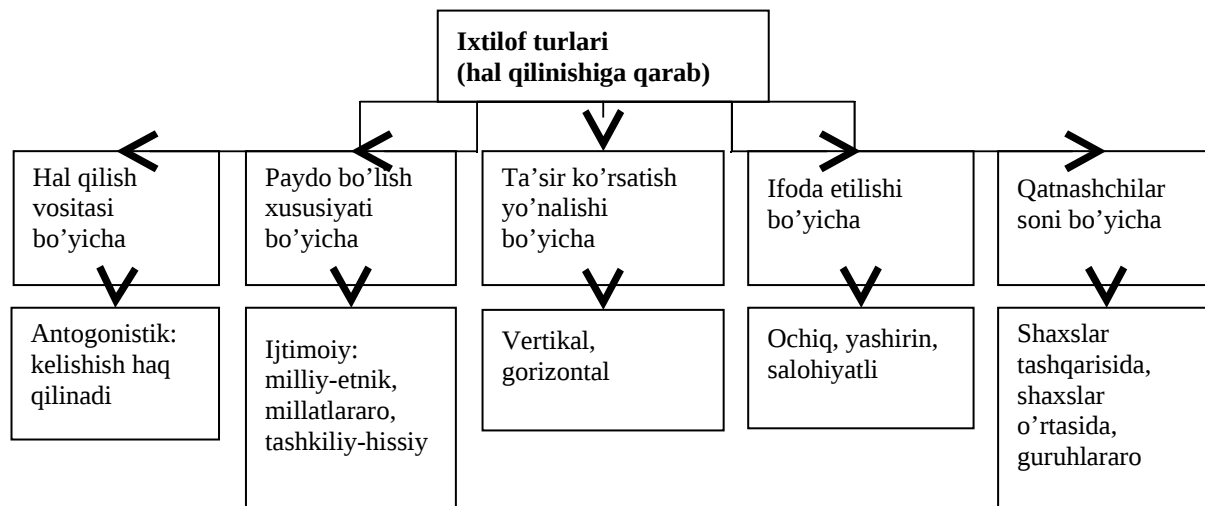 Ixtilof turlari
(hal qilinishiga qarab)
Hal qilish
vositasi
bo’yicha
Paydo bo’lish
xususiyati
bo’yicha
Ta’sir ko’rsatish
yo’nalishi
bo’yicha
Ifoda etilishi
bo’yicha
Qatnashchilar
soni bo’yicha
Antogonistik:
kelishish haq
qilinadi
Ijtimoiy:
milliy-etnik,
millatlararo,
tashkiliy-hissiy
Vertikal,
gorizontal
Ochiq, yashirin,
salohiyatli
Shaxslar
tashqarisida,
shaxslar
o’rtasida,
guruhlararo